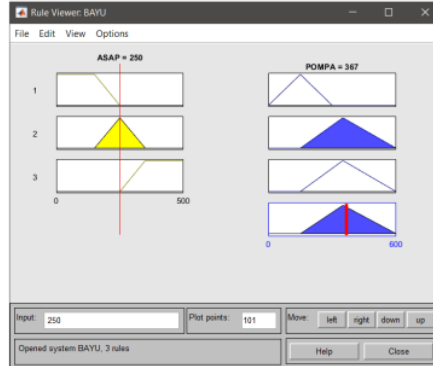 Rule Viewer: BAYU
File Edit View Options
ASAP = 250
POMPA = 367
1
2
3
0 500
0 600
Input: 250 Plot points: 101 Move: left right down up
Opened system BAYU, 3 rules
Help Close